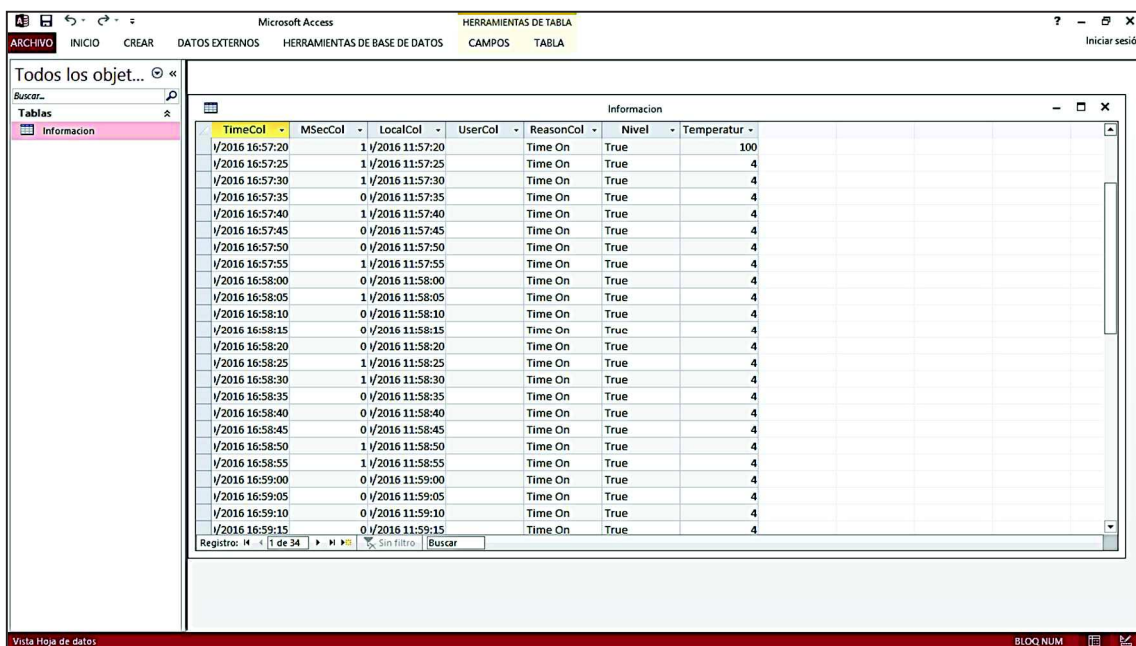 Microsoft Access HERRAMIENTAS DE TABLA ?
ARCHIVO INICIO CREAR DATOS EXTERNOS HERRAMIENTAS DE BASE DE DATOS CAMPOS TABLA Iniciar sesió
Todos los objet...
Buscar...
Tablas
Informacion
Informacion
TimeCol MSecCol LocalCol UserCol ReasonCol Nivel Temperatur
/2016 16:57:20 1 /2016 11:57:20 Time On True 100
/2016 16:57:25 1 /2016 11:57:25 Time On True 4
/2016 16:57:30 1 /2016 11:57:30 Time On True 4
/2016 16:57:35 0 /2016 11:57:35 Time On True 4
/2016 16:57:40 1 /2016 11:57:40 Time On True 4
/2016 16:57:45 0 /2016 11:57:45 Time On True 4
/2016 16:57:50 0 /2016 11:57:50 Time On True 4
/2016 16:57:55 1 /2016 11:57:55 Time On True 4
/2016 16:58:00 0 /2016 11:58:00 Time On True 4
/2016 16:58:05 1 /2016 11:58:05 Time On True 4
/2016 16:58:10 0 /2016 11:58:10 Time On True 4
/2016 16:58:15 0 /2016 11:58:15 Time On True 4
/2016 16:58:20 0 /2016 11:58:20 Time On True 4
/2016 16:58:25 1 /2016 11:58:25 Time On True 4
/2016 16:58:30 1 /2016 11:58:30 Time On True 4
/2016 16:58:35 0 /2016 11:58:35 Time On True 4
/2016 16:58:40 0 /2016 11:58:40 Time On True 4
/2016 16:58:45 0 /2016 11:58:45 Time On True 4
/2016 16:58:50 1 /2016 11:58:50 Time On True 4
/2016 16:58:55 1 /2016 11:58:55 Time On True 4
/2016 16:59:00 0 /2016 11:59:00 Time On True 4
/2016 16:59:05 0 /2016 11:59:05 Time On True 4
/2016 16:59:10 0 /2016 11:59:10 Time On True 4
/2016 16:59:15 0 /2016 11:59:15 Time On True 4
Registro: 1 de 34 Sin filtro Buscar
Vista Hoja de datos BLOQ NUM